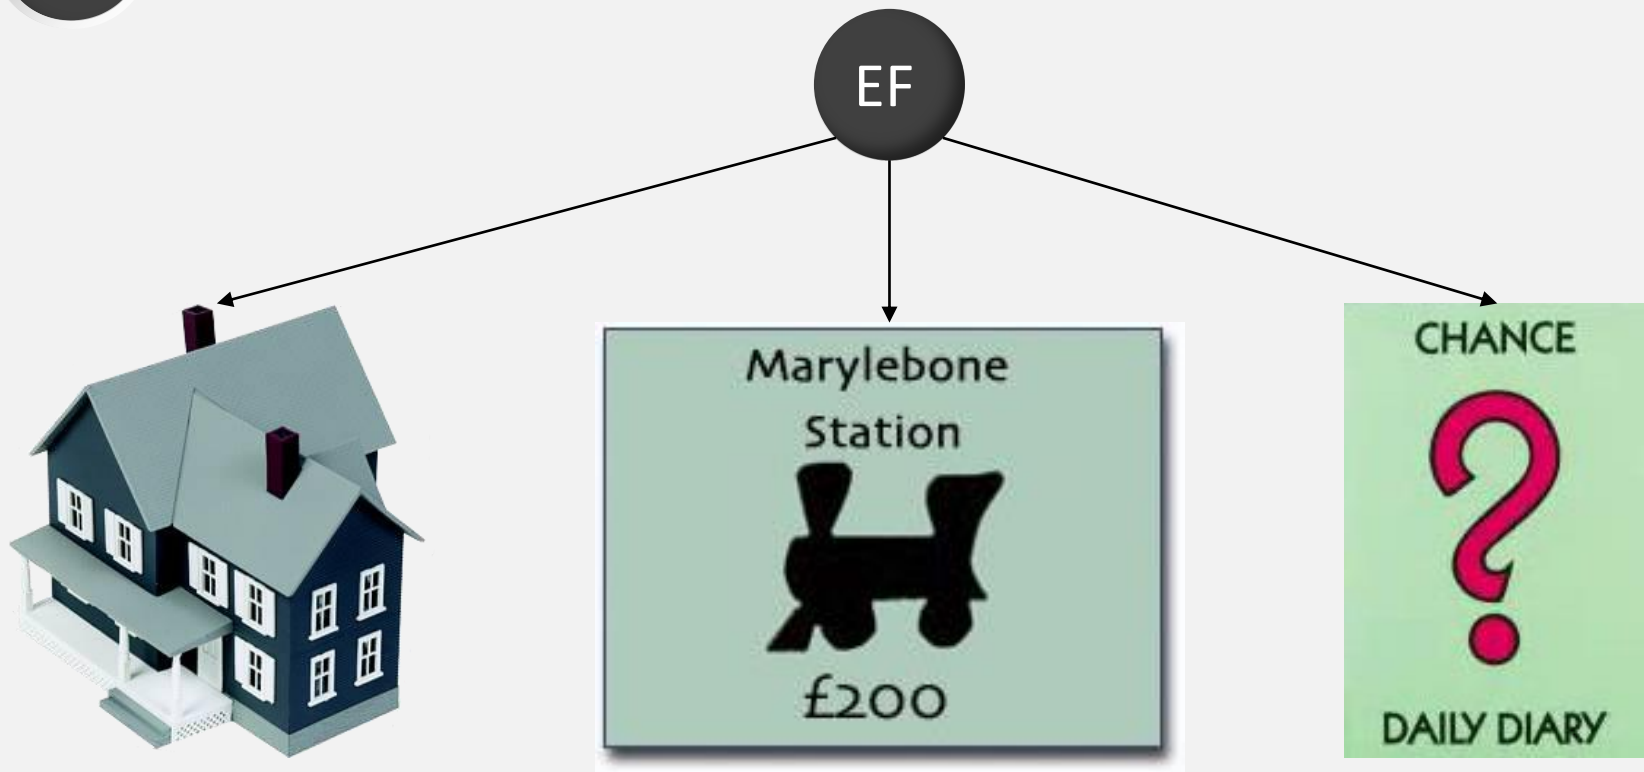 EF
Marylebone
Station
£200
CHANCE
DAILY DIARY